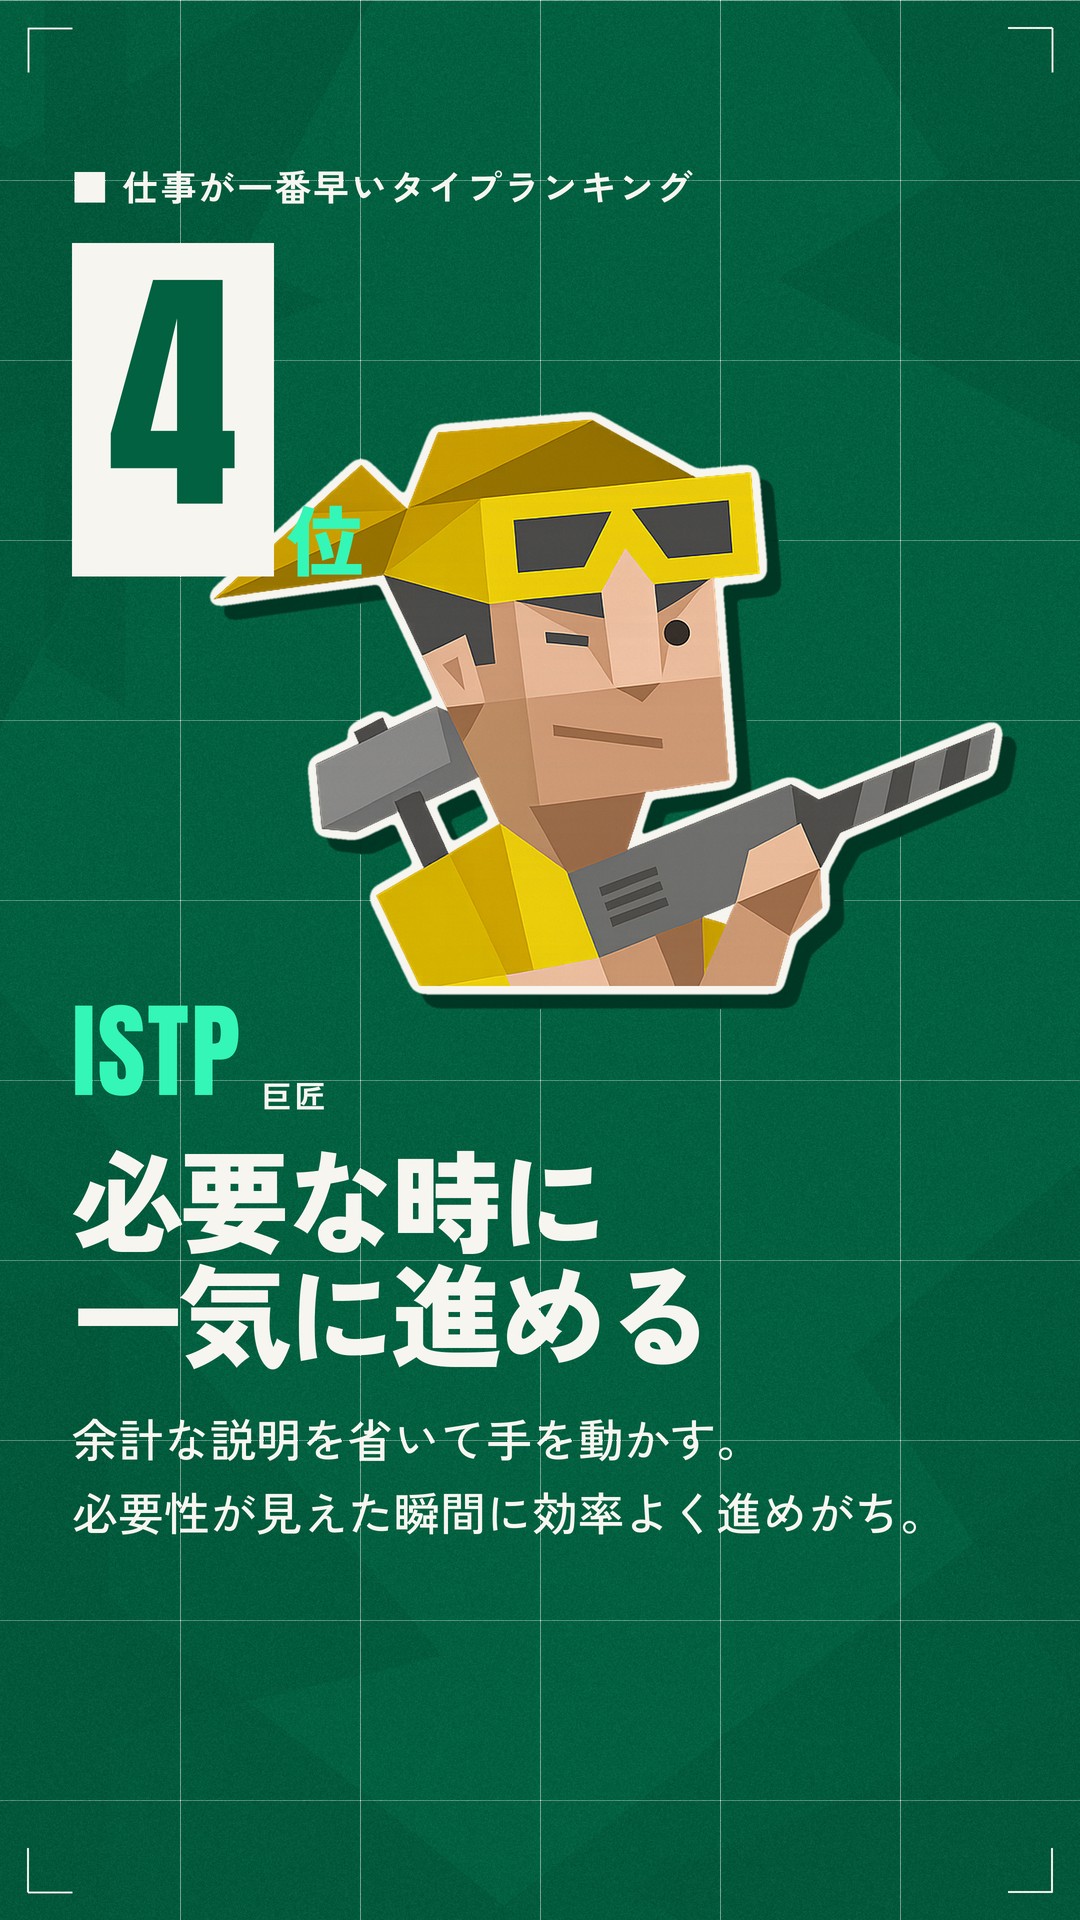 ■ 仕事が一番早いタイプランキング
4位
ISTP 巨匠
必要な時に
一気に進める
余計な説明を省いて手を動かす。
必要性が見えた瞬間に効率よく進めがち。